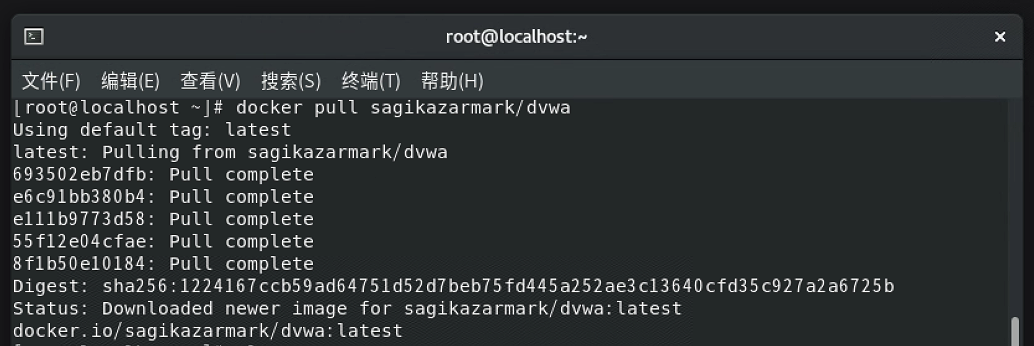 root@localhost:~
文件(F) 编辑(E) 查看(V) 搜索(S) 终端(T) 帮助(H)
[root@localhost ~]# docker pull sagikazarmark/dvwa
Using default tag: latest
latest: Pulling from sagikazarmark/dvwa
693502eb7dfb: Pull complete
e6c91bb380b4: Pull complete
e111b9773d58: Pull complete
55f12e04cfae: Pull complete
8f1b50e10184: Pull complete
Digest: sha256:1224167ccb59ad64751d52d7beb75fd445a252ae3c13640cfd35c927a2a6725b
Status: Downloaded newer image for sagikazarmark/dvwa:latest
docker.io/sagikazarmark/dvwa:latest